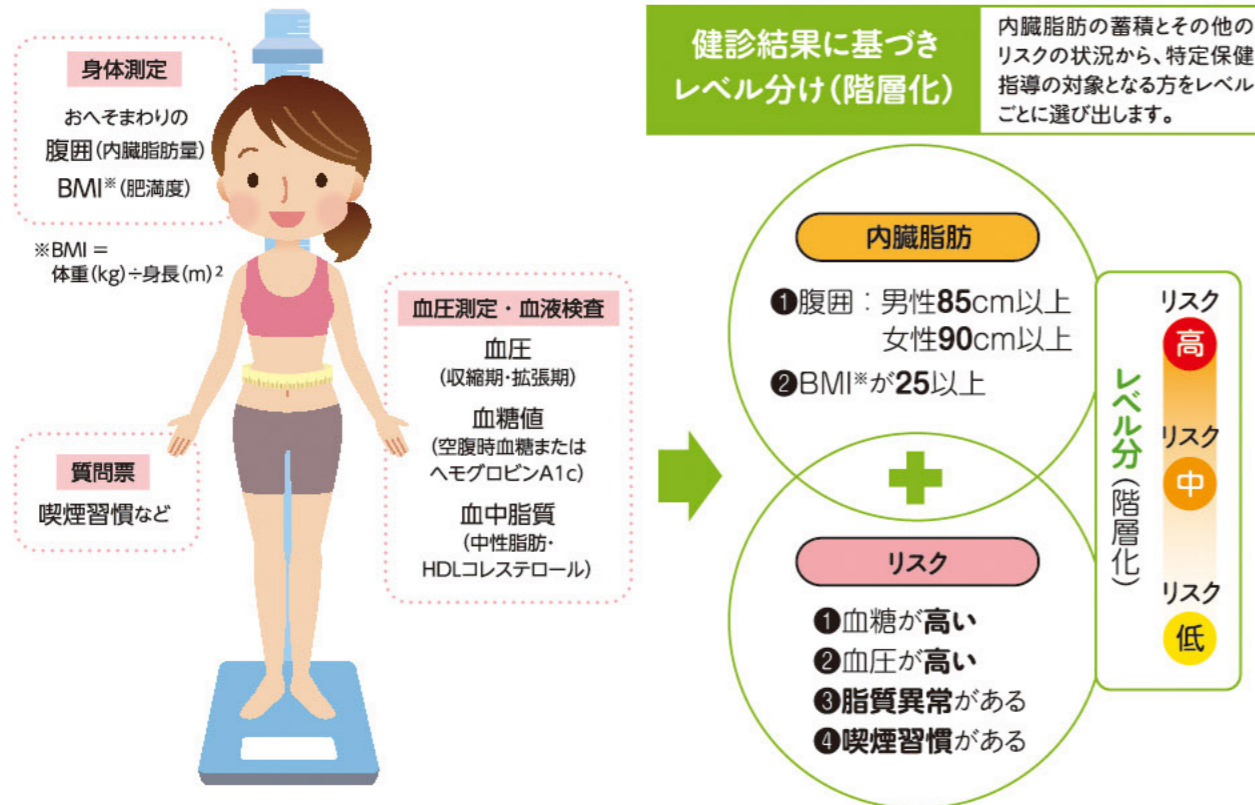 身体測定
おへそまわりの
腹囲(内臓脂肪量)
BMI※(肥満度)
※BMI =
体重(kg)÷身長(m)²
質問票
喫煙習慣など
血圧測定・血液検査
血圧
(収縮期・拡張期)
血糖値
(空腹時血糖または
ヘモグロビンA1c)
血中脂質
(中性脂肪・
HDLコレステロール)
健診結果に基づき
レベル分け(階層化)
内臓脂肪の蓄積とその他の
リスクの状況から、特定保健
指導の対象となる方をレベル
ごとに選び出します。
内臓脂肪
❶腹囲:男性85cm以上
女性90cm以上
❷BMI※が25以上
リスク
❶血糖が高い
❷血圧が高い
❸脂質異常がある
❹喫煙習慣がある
レベル分(階層化)
リスク
高
リスク
中
リスク
低